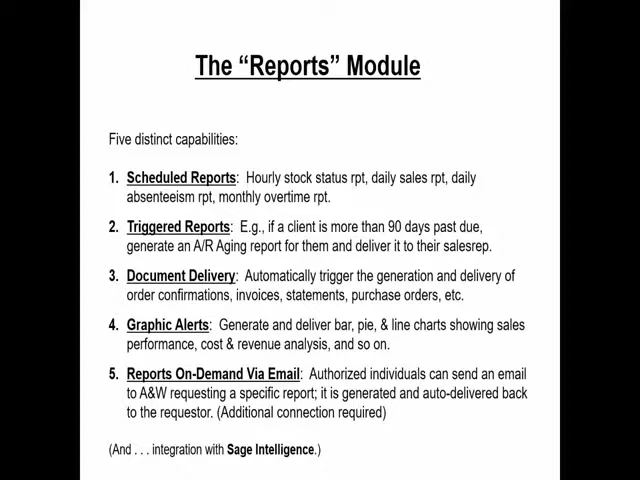 The “Reports” Module
Five distinct capabilities:
1. Scheduled Reports: Hourly stock status rpt, daily sales rpt, daily
absenteeism rpt, monthly overtime rpt.
2. Triggered Reports: E.g., if a client is more than 90 days past due,
generate an A/R Aging report for them and deliver it to their salesrep.
3. Document Delivery: Automatically trigger the generation and delivery of
order confirmations, invoices, statements, purchase orders, etc.
4. Graphic Alerts: Generate and deliver bar, pie, & line charts showing sales
performance, cost & revenue analysis, and so on.
5. Reports On-Demand Via Email: Authorized individuals can send an email
to A&W requesting a specific report; it is generated and auto-delivered back
to the requestor. (Additional connection required)
(And . . . integration with Sage Intelligence.)